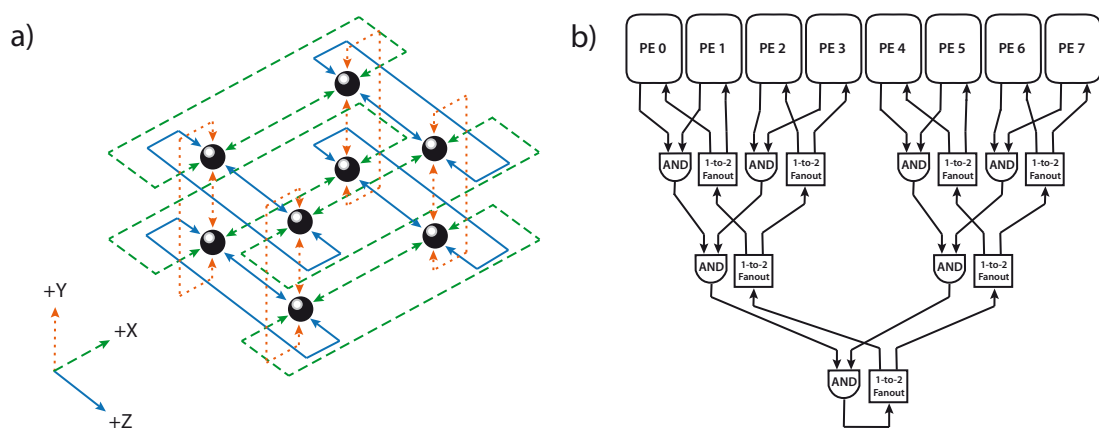 a)
+Y
+X
+Z
b)
PE 0 PE 1 PE 2 PE 3 PE 4 PE 5 PE 6 PE 7
AND 1-to-2 Fanout AND 1-to-2 Fanout AND 1-to-2 Fanout AND 1-to-2 Fanout
AND 1-to-2 Fanout AND 1-to-2 Fanout
AND 1-to-2 Fanout